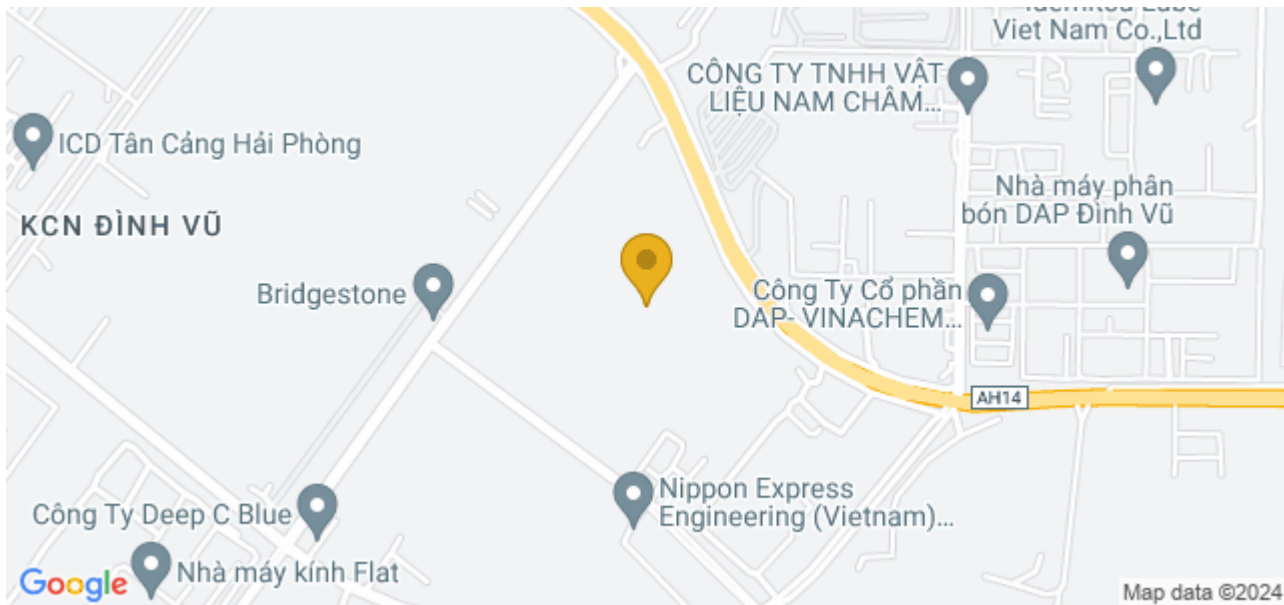 Viet Nam Co.,Ltd
CÔNG TY TNHH VẬT
LIỆU NAM CHÂM...
ICD Tân Cảng Hải Phòng
Nhà máy phân
bón DAP Đình Vũ
KCN ĐÌNH VŨ
Bridgestone
Công Ty Cổ phần
DAP- VINACHEM...
AH14
Nippon Express
Engineering (Vietnam)...
Công Ty Deep C Blue
Nhà máy kính Flat
Google
Map data ©2024